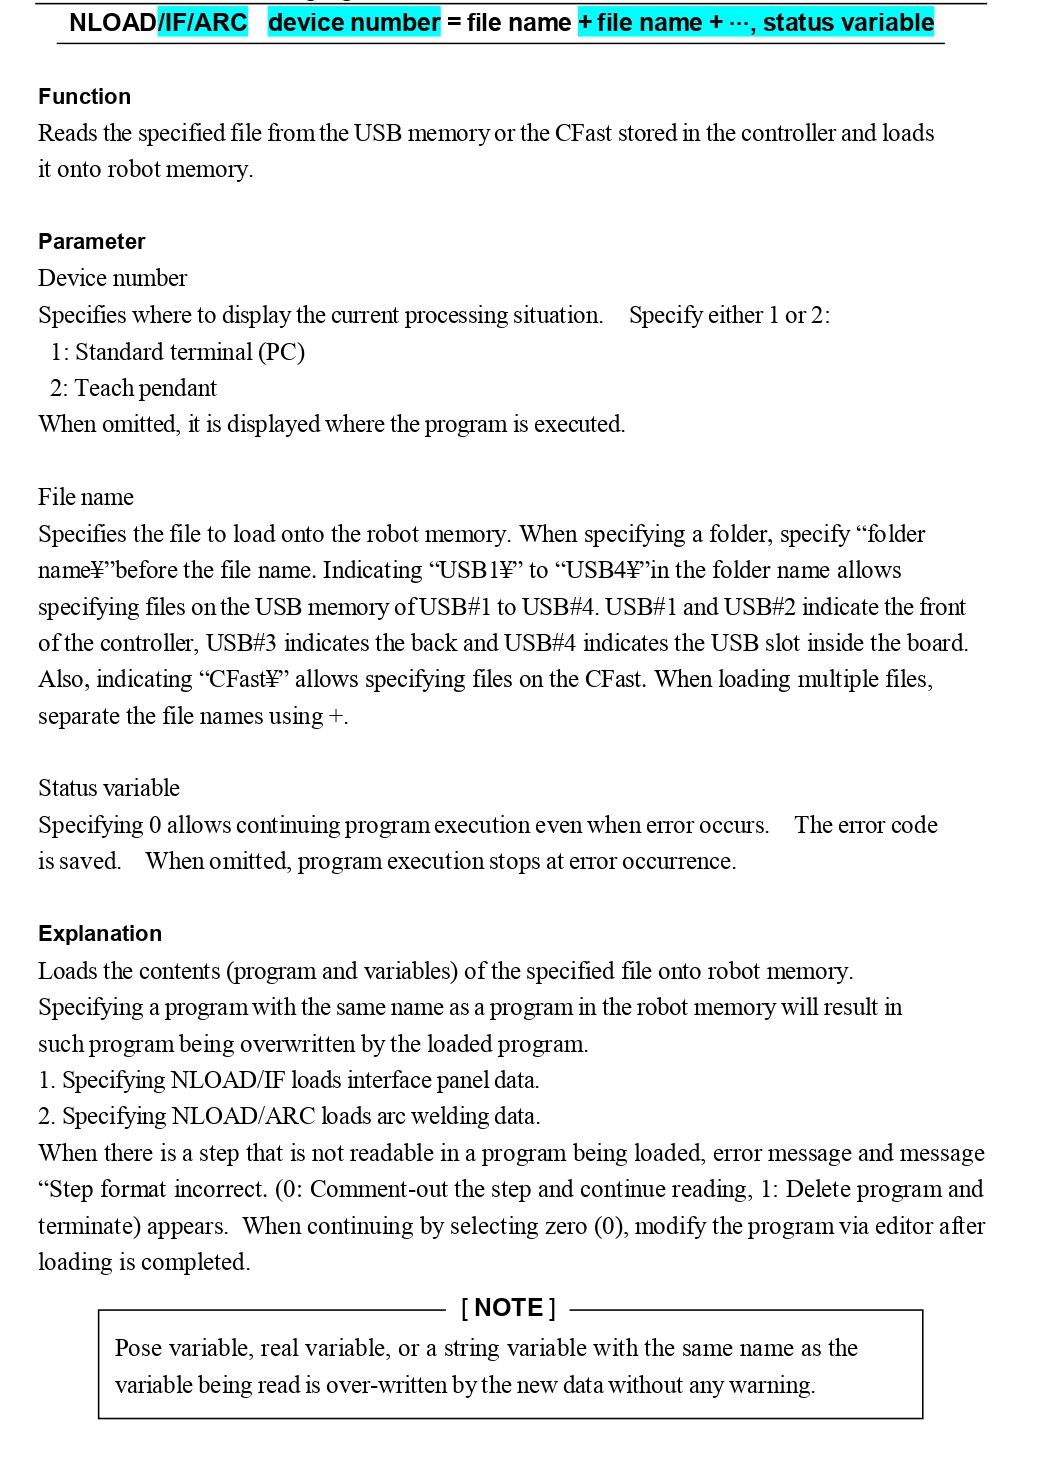 NLOAD/IF/ARC device number = file name + file name + ···, status variable
Function
Reads the specified file from the USB memory or the CFast stored in the controller and loads
it onto robot memory.
Parameter
Device number
Specifies where to display the current processing situation. Specify either 1 or 2:
1: Standard terminal (PC)
2: Teach pendant
When omitted, it is displayed where the program is executed.
File name
Specifies the file to load onto the robot memory. When specifying a folder, specify “folder
name¥”before the file name. Indicating “USB1¥” to “USB4¥”in the folder name allows
specifying files on the USB memory of USB#1 to USB#4. USB#1 and USB#2 indicate the front
of the controller, USB#3 indicates the back and USB#4 indicates the USB slot inside the board.
Also, indicating “CFast¥” allows specifying files on the CFast. When loading multiple files,
separate the file names using +.
Status variable
Specifying 0 allows continuing program execution even when error occurs. The error code
is saved. When omitted, program execution stops at error occurrence.
Explanation
Loads the contents (program and variables) of the specified file onto robot memory.
Specifying a program with the same name as a program in the robot memory will result in
such program being overwritten by the loaded program.
1. Specifying NLOAD/IF loads interface panel data.
2. Specifying NLOAD/ARC loads arc welding data.
When there is a step that is not readable in a program being loaded, error message and message
“Step format incorrect. (0: Comment-out the step and continue reading, 1: Delete program and
terminate) appears. When continuing by selecting zero (0), modify the program via editor after
loading is completed.
[ NOTE ]
Pose variable, real variable, or a string variable with the same name as the
variable being read is over-written by the new data without any warning.